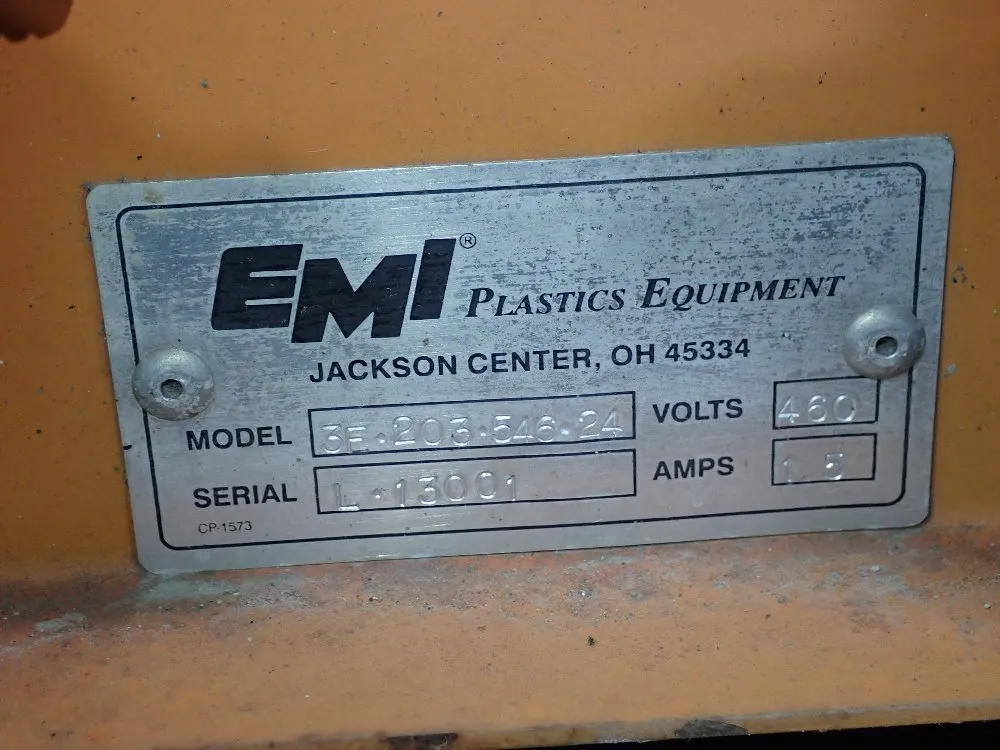 EMI® PLASTICS EQUIPMENT
JACKSON CENTER, OH 45334
MODEL 3E·203·546·24 VOLTS 460
SERIAL L·13001 AMPS 1.5
CP-1573